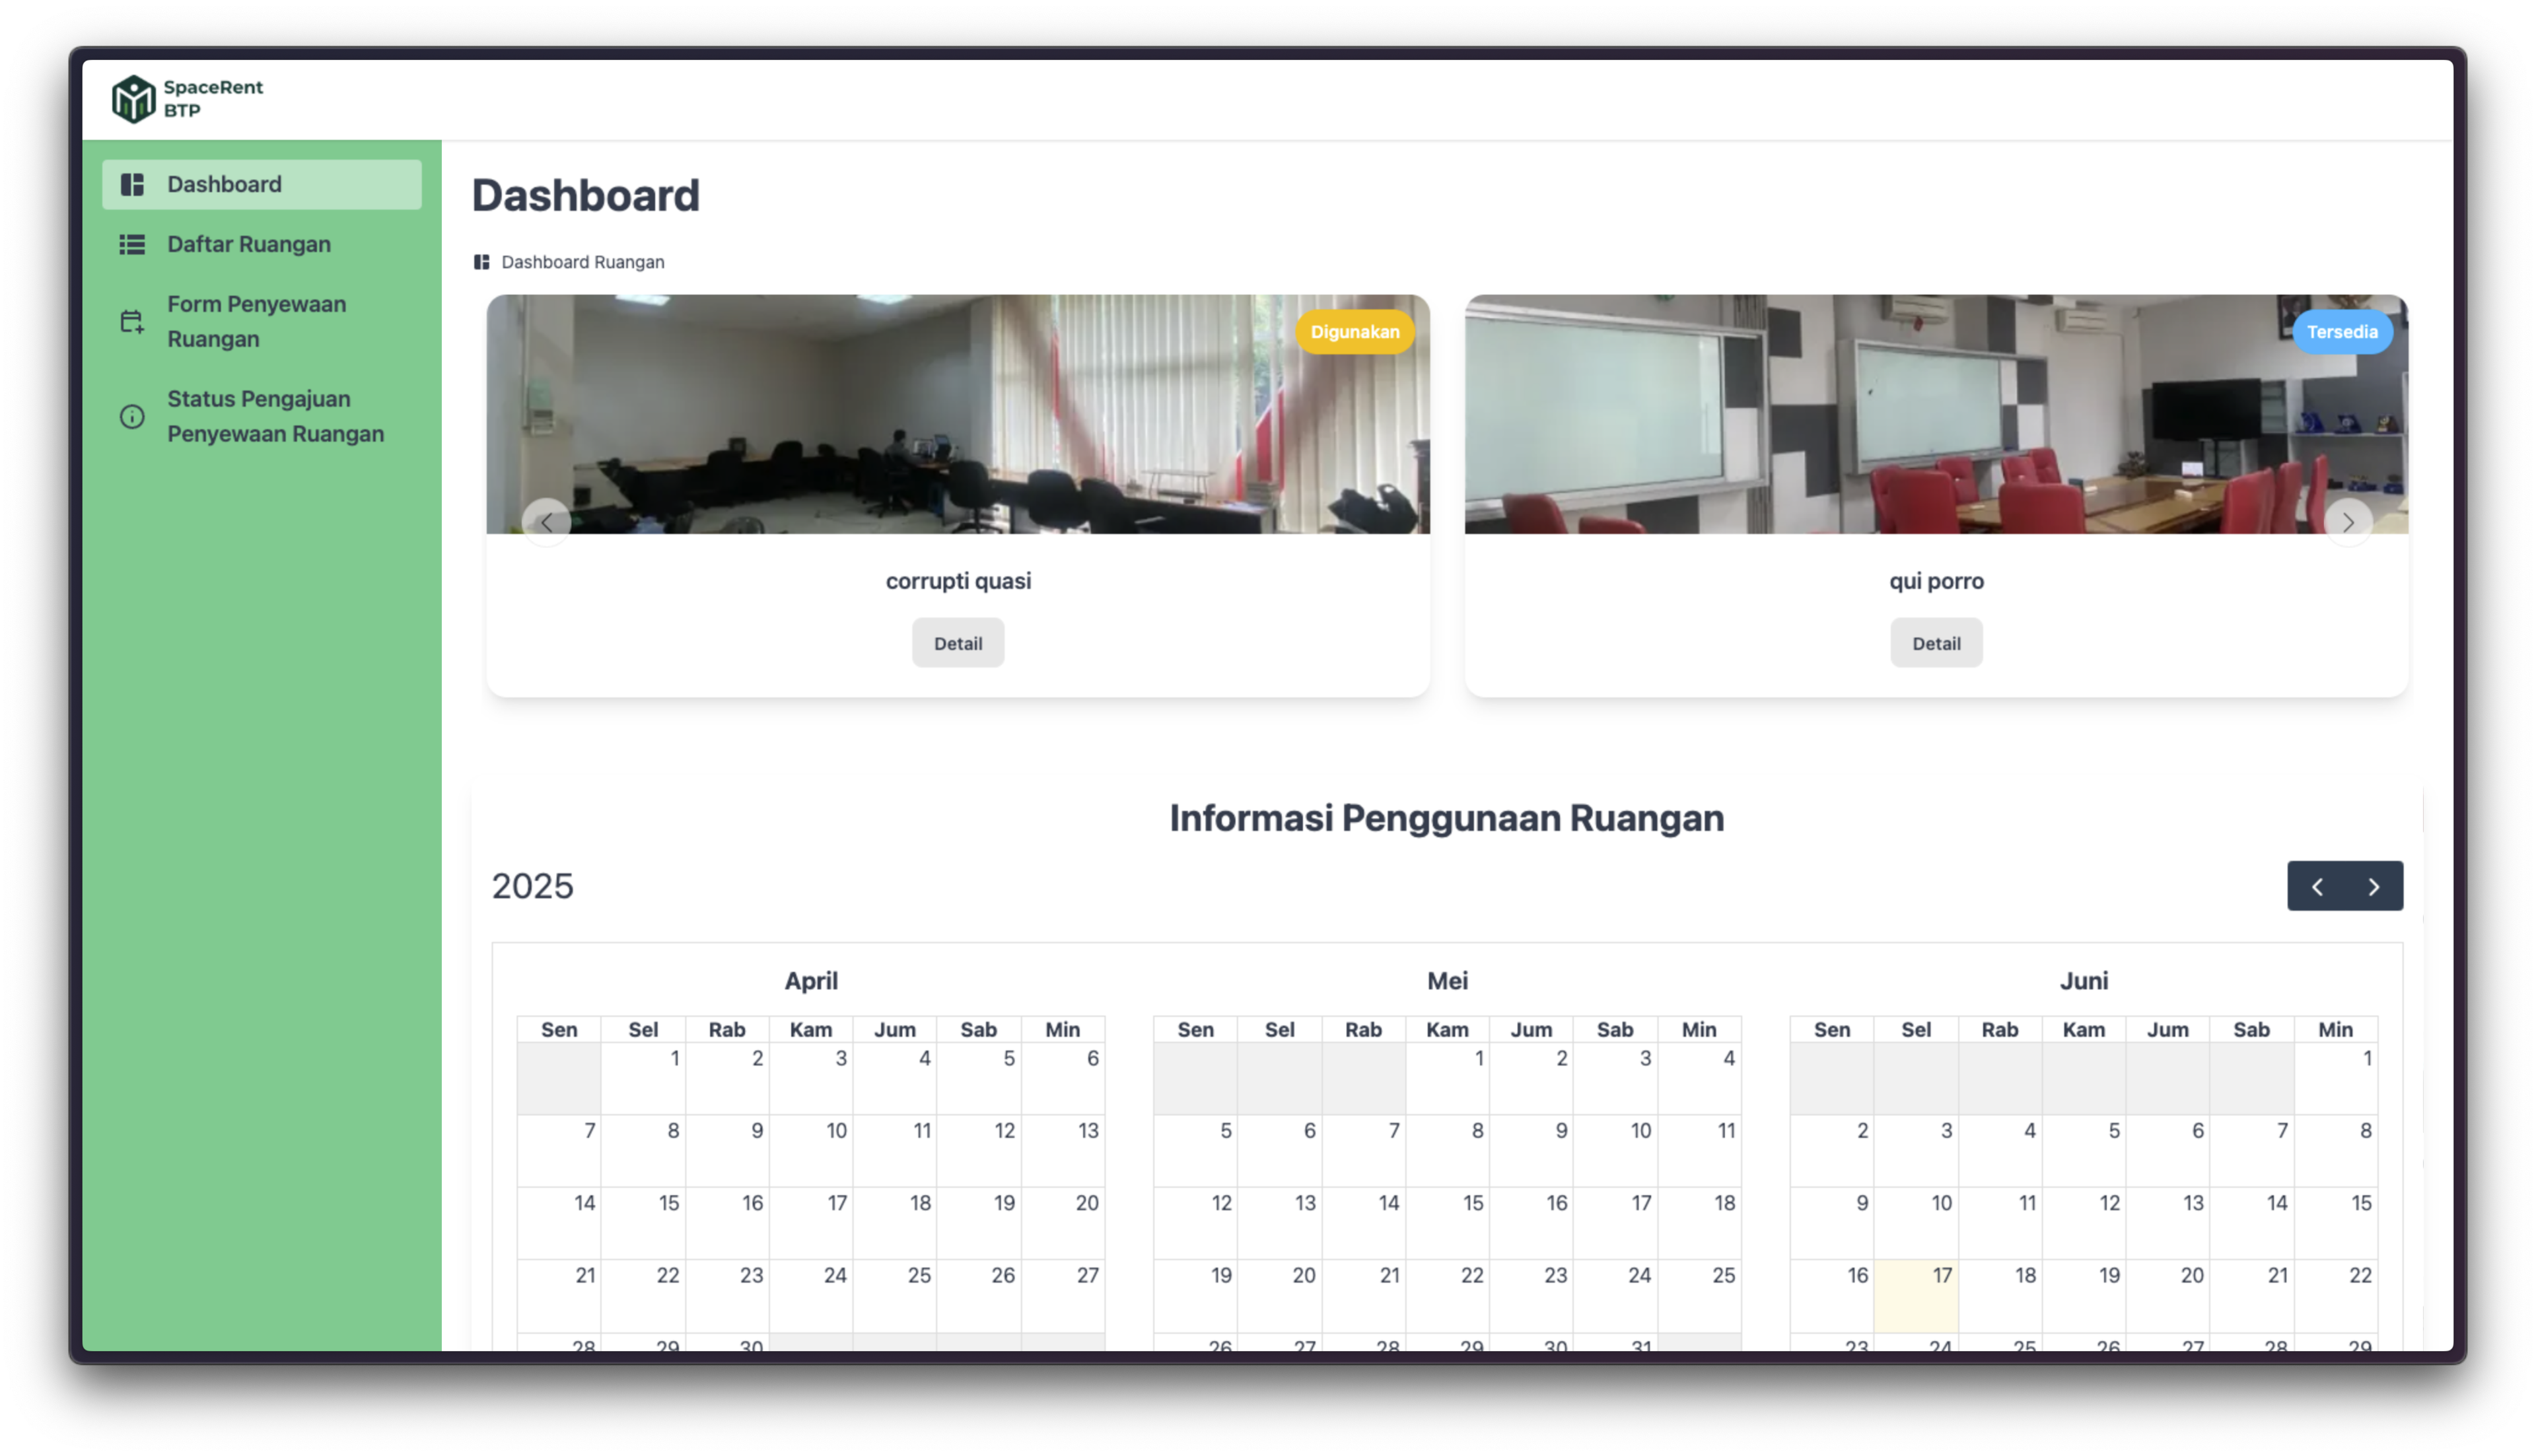 SpaceRent
BTP
Dashboard
Daftar Ruangan
Form Penyewaan
Ruangan
Status Pengajuan
Penyewaan Ruangan
Dashboard
Dashboard Ruangan
Digunakan
Tersedia
corrupti quasi
qui porro
Detail
Detail
Informasi Penggunaan Ruangan
2025
April
Sen Sel Rab Kam Jum Sab Min
1 2 3 4 5 6
7 8 9 10 11 12 13
14 15 16 17 18 19 20
21 22 23 24 25 26 27
28 29 30
Mei
Sen Sel Rab Kam Jum Sab Min
1 2 3 4
5 6 7 8 9 10 11
12 13 14 15 16 17 18
19 20 21 22 23 24 25
26 27 28 29 30 31
Juni
Sen Sel Rab Kam Jum Sab Min
1
2 3 4 5 6 7 8
9 10 11 12 13 14 15
16 17 18 19 20 21 22
23 24 25 26 27 28 29